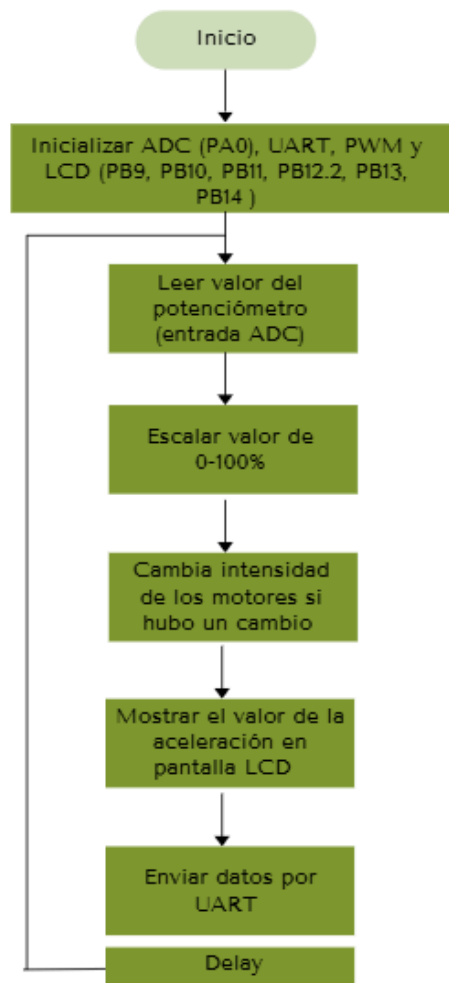 Inicio
Inicializar ADC (PA0), UART, PWM y
LCD (PB9, PB10, PB11, PB12.2, PB13,
PB14 )
Leer valor del
potenciómetro
(entrada ADC)
Escalar valor de
0-100%
Cambia intensidad
de los motores si
hubo un cambio
Mostrar el valor de la
aceleración en
pantalla LCD
Enviar datos por
UART
Delay